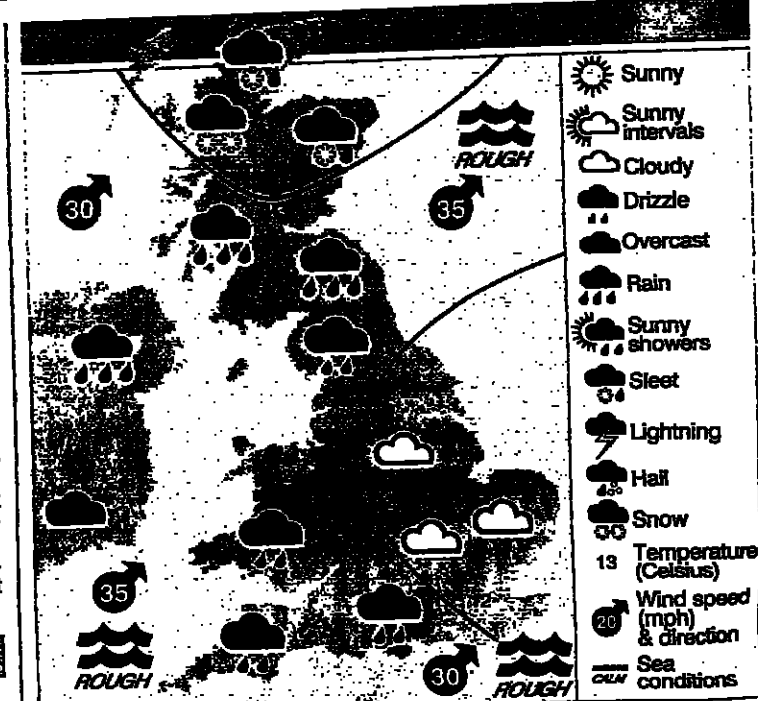 ROUGH
30
35
35
ROUGH
30
ROUGH
Sunny
Sunny
intervals
Cloudy
Drizzle
Overcast
Rain
Sunny
showers
Sleet
Lightning
Hail
Snow
13 Temperature
(Celsius)
20 Wind speed
(mph)
& direction
CALM Sea
conditions